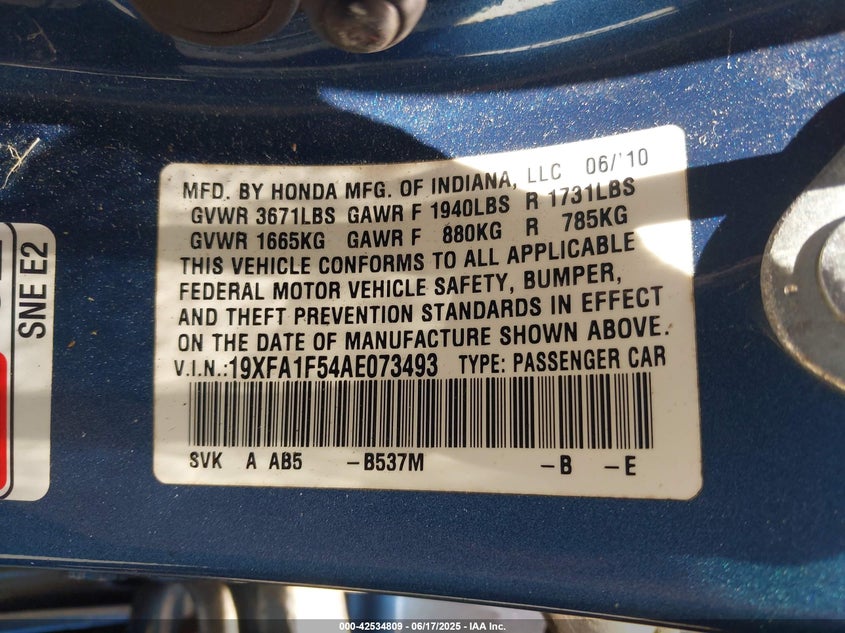 MFD. BY HONDA MFG. OF INDIANA, LLC 06/'10
GVWR 3671LBS GAWR F 1940LBS R 1731LBS
GVWR 1665KG GAWR F 880KG R 785KG
THIS VEHICLE CONFORMS TO ALL APPLICABLE
FEDERAL MOTOR VEHICLE SAFETY, BUMPER,
AND THEFT PREVENTION STANDARDS IN EFFECT
ON THE DATE OF MANUFACTURE SHOWN ABOVE.
V.I.N.:19XFA1F54AE073493 TYPE: PASSENGER CAR
SVK A AB5 -B537M -B -E
SNE E2
000-42534809 - 06/17/2025 - IAA Inc.